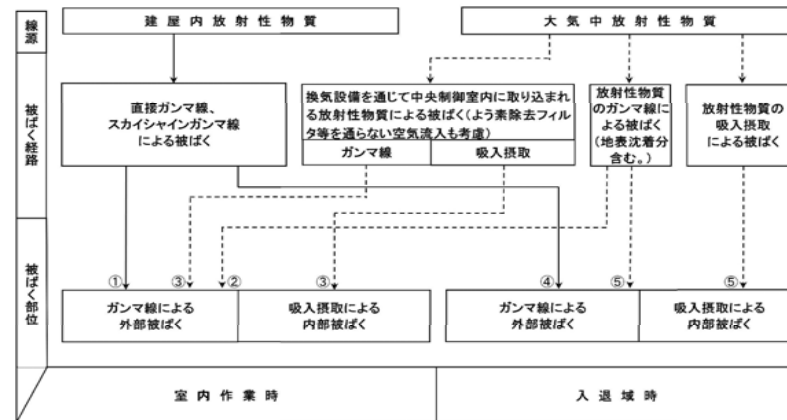 線源
建屋内放射性物質
大気中放射性物質
被ばく経路
直接ガンマ線、
スカイシャインガンマ線
による被ばく
換気設備を通じて中央制御室内に取り込まれ
る放射性物質による被ばく(よう素除去フィル
タ等を通らない空気流入も考慮)
ガンマ線
吸入摂取
放射性物質
のガンマ線に
よる被ばく
(地表沈着分
含む。)
放射性物質の
吸入摂取
による被ばく
被ばく部位
①
③
②
③
④
⑤
⑤
ガンマ線による
外部被ばく
吸入摂取による
内部被ばく
ガンマ線による
外部被ばく
吸入摂取による
内部被ばく
室内作業時
入退域時